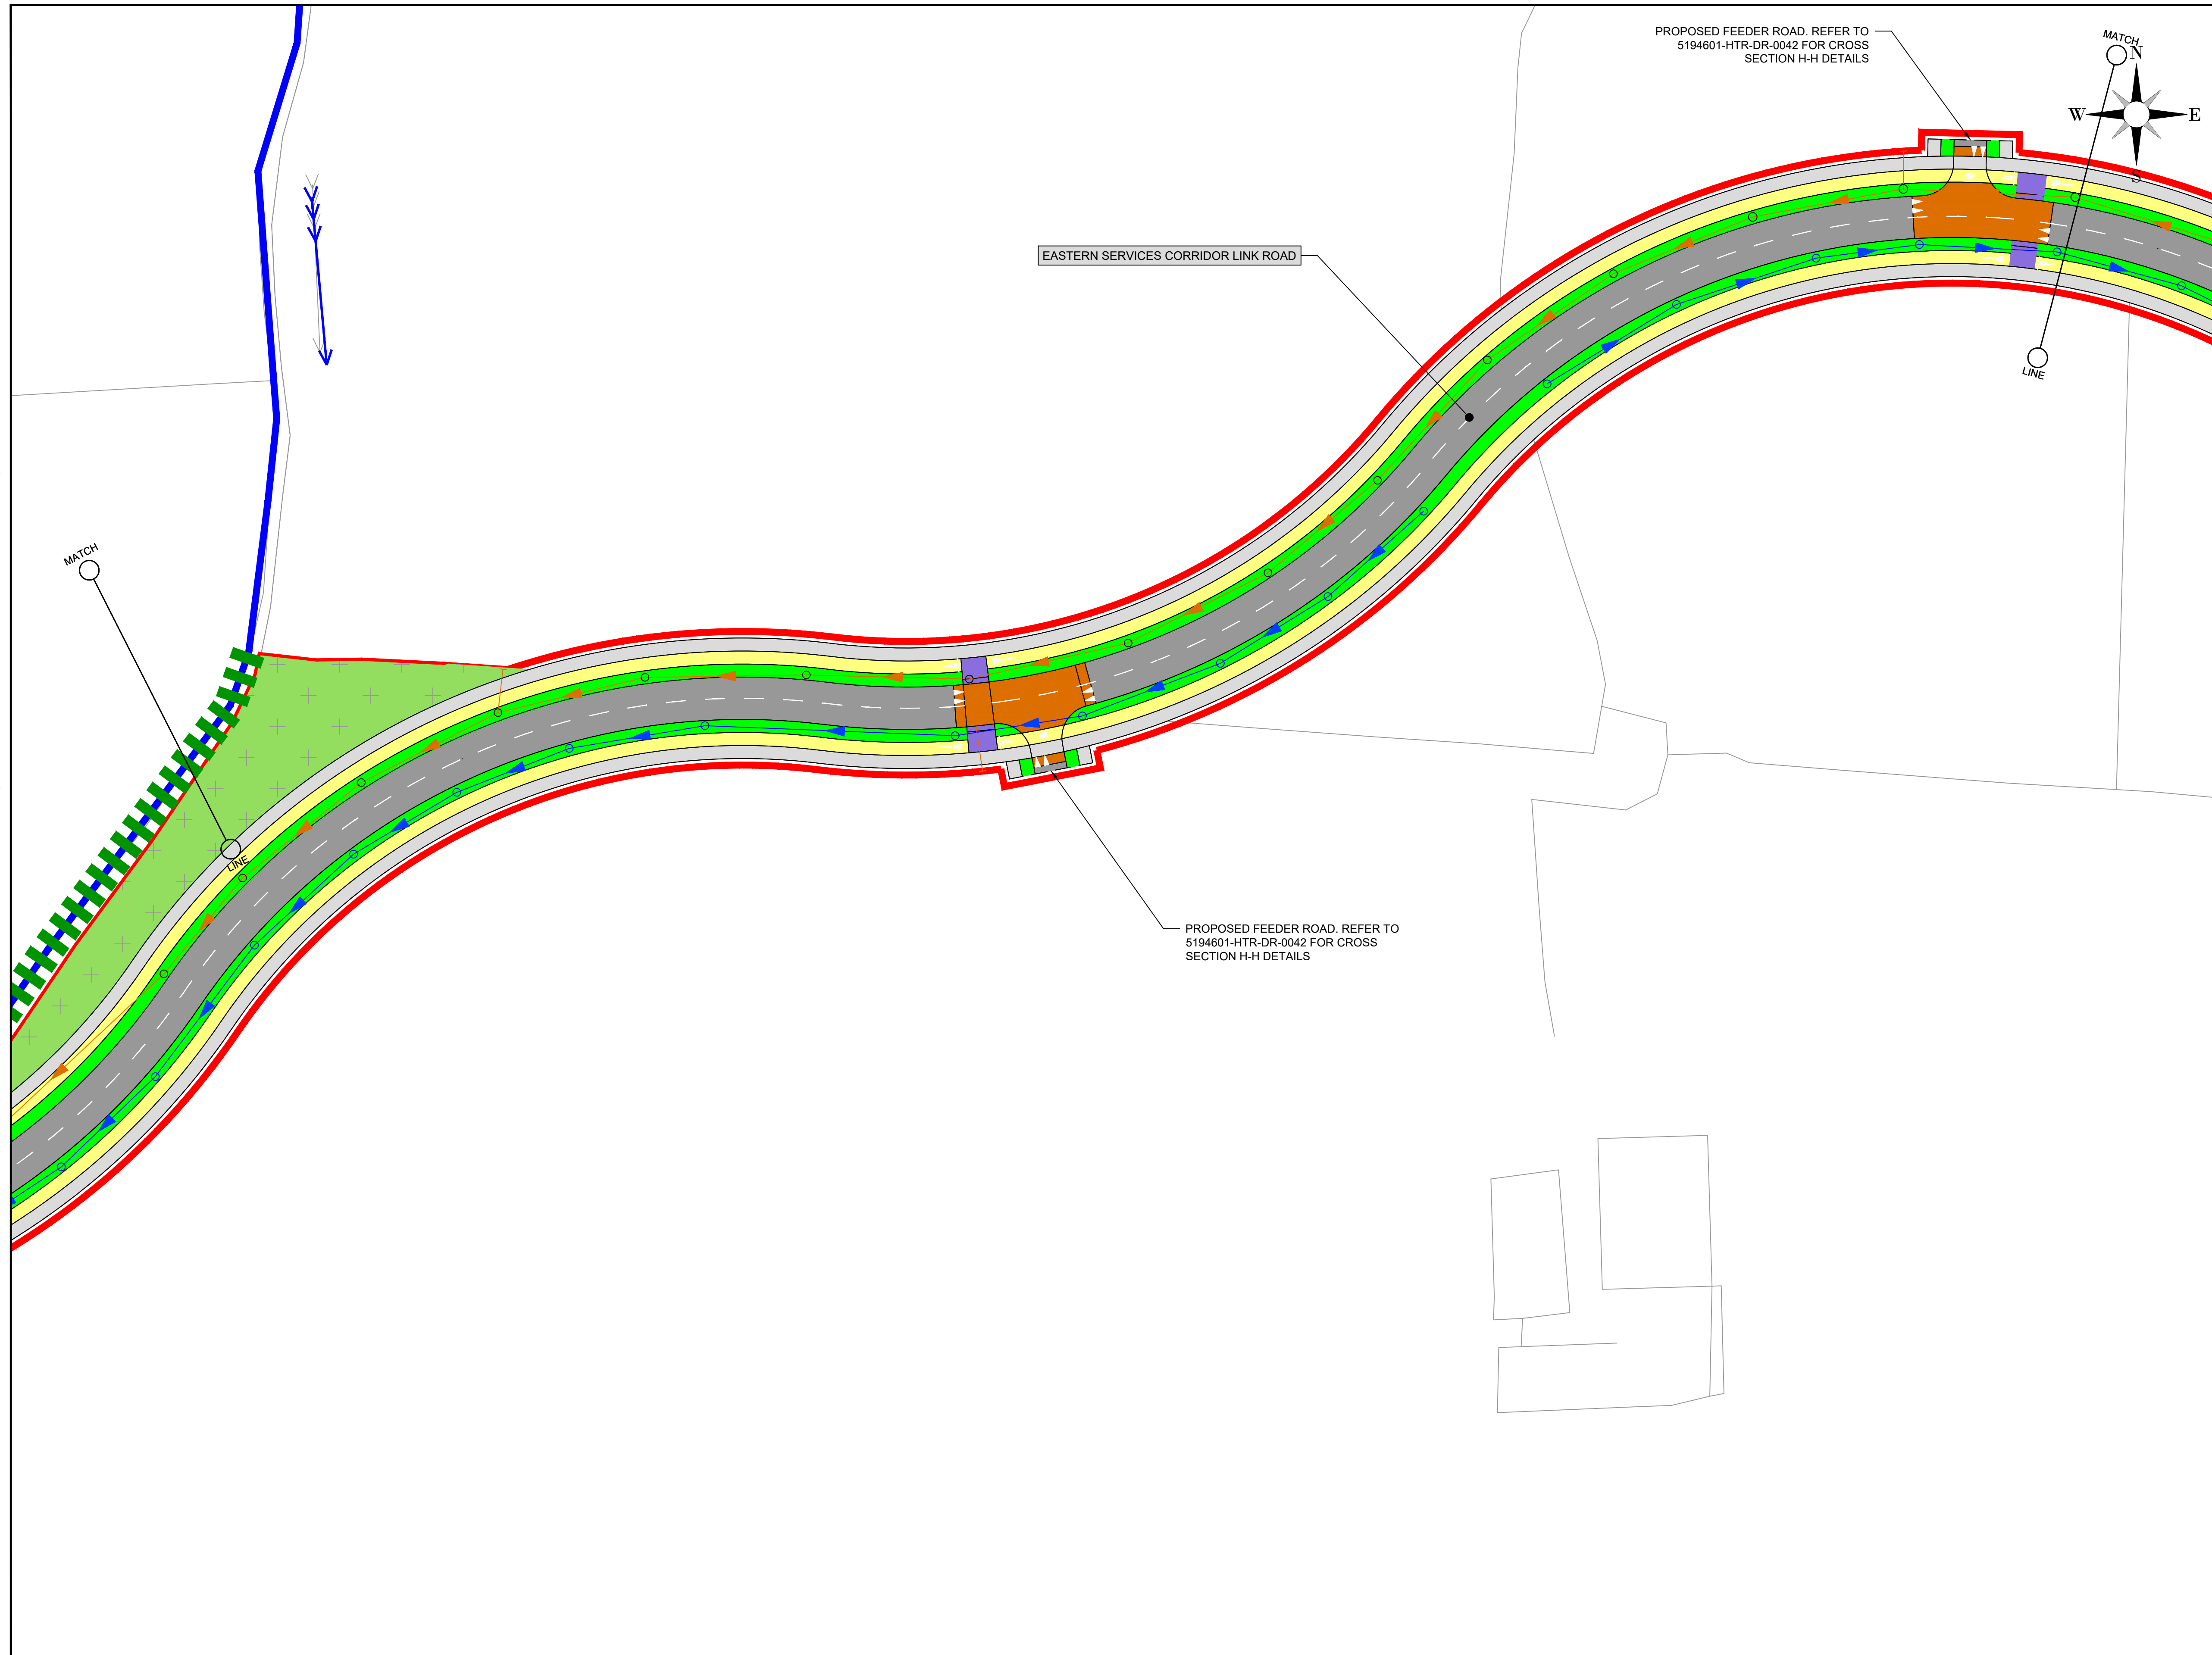 PROPOSED FEEDER ROAD. REFER TO
5194601-HTR-DR-0042 FOR CROSS
SECTION H-H DETAILS
MATCH
N
W
E
S
EASTERN SERVICES CORRIDOR LINK ROAD
LINE
MATCH
LINE
PROPOSED FEEDER ROAD. REFER TO
5194601-HTR-DR-0042 FOR CROSS
SECTION H-H DETAILS